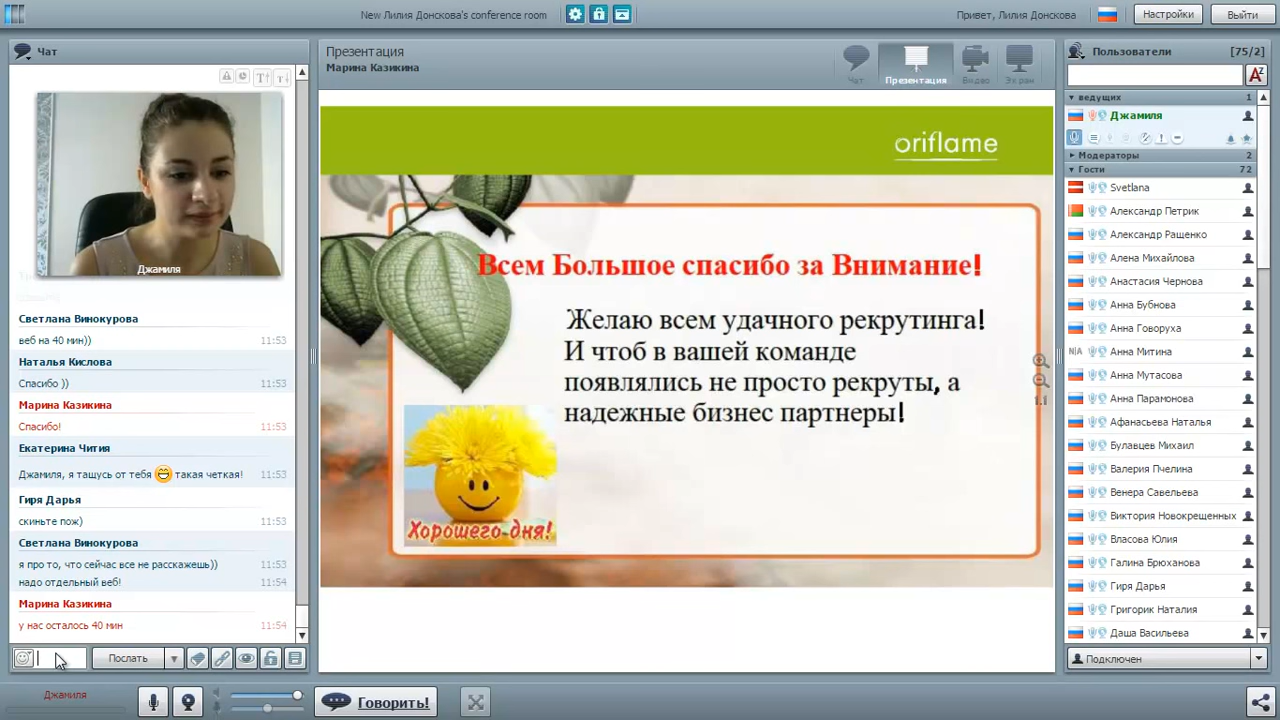 New Лилия Донскова's conference room
Привет, Лилия Донскова
Настройки
Выйти
Чат
Джамиля
Светлана Винокурова
веб на 40 мин))
11:53
Наталья Кислова
Спасибо ))
11:53
Марина Казикина
Спасибо!
11:53
Екатерина Чития
Джамиля, я тащусь от тебя такая четкая!
11:53
Гиря Дарья
скиньте пож)
11:53
Светлана Винокурова
я про то, что сейчас все не расскажешь))
11:53
надо отдельный веб!
11:54
Марина Казикина
у нас осталось 40 мин
11:54
Послать
Презентация
Марина Казикина
Чат
Презентация
Видео
Экран
oriflame
Всем Большое спасибо за Внимание!
Желаю всем удачного рекрутинга!
И чтоб в вашей команде
появлялись не просто рекруты, а
надежные бизнес партнеры!
Хорошего дня!
1:1
Пользователи
[75/2]
ведущих
1
Джамиля
Модераторы
2
Гости
72
Svetlana
Александр Петрик
Александр Ращенко
Алена Михайлова
Анастасия Чернова
Анна Бубнова
Анна Говоруха
N/A
Анна Митина
Анна Мутасова
Анна Парамонова
Афанасьева Наталья
Булавцев Михаил
Валерия Пчелина
Венера Савельева
Виктория Новокрещенных
Власова Юлия
Галина Брюханова
Гиря Дарья
Григорик Наталия
Даша Васильева
Подключен
Джамиля
Говорить!